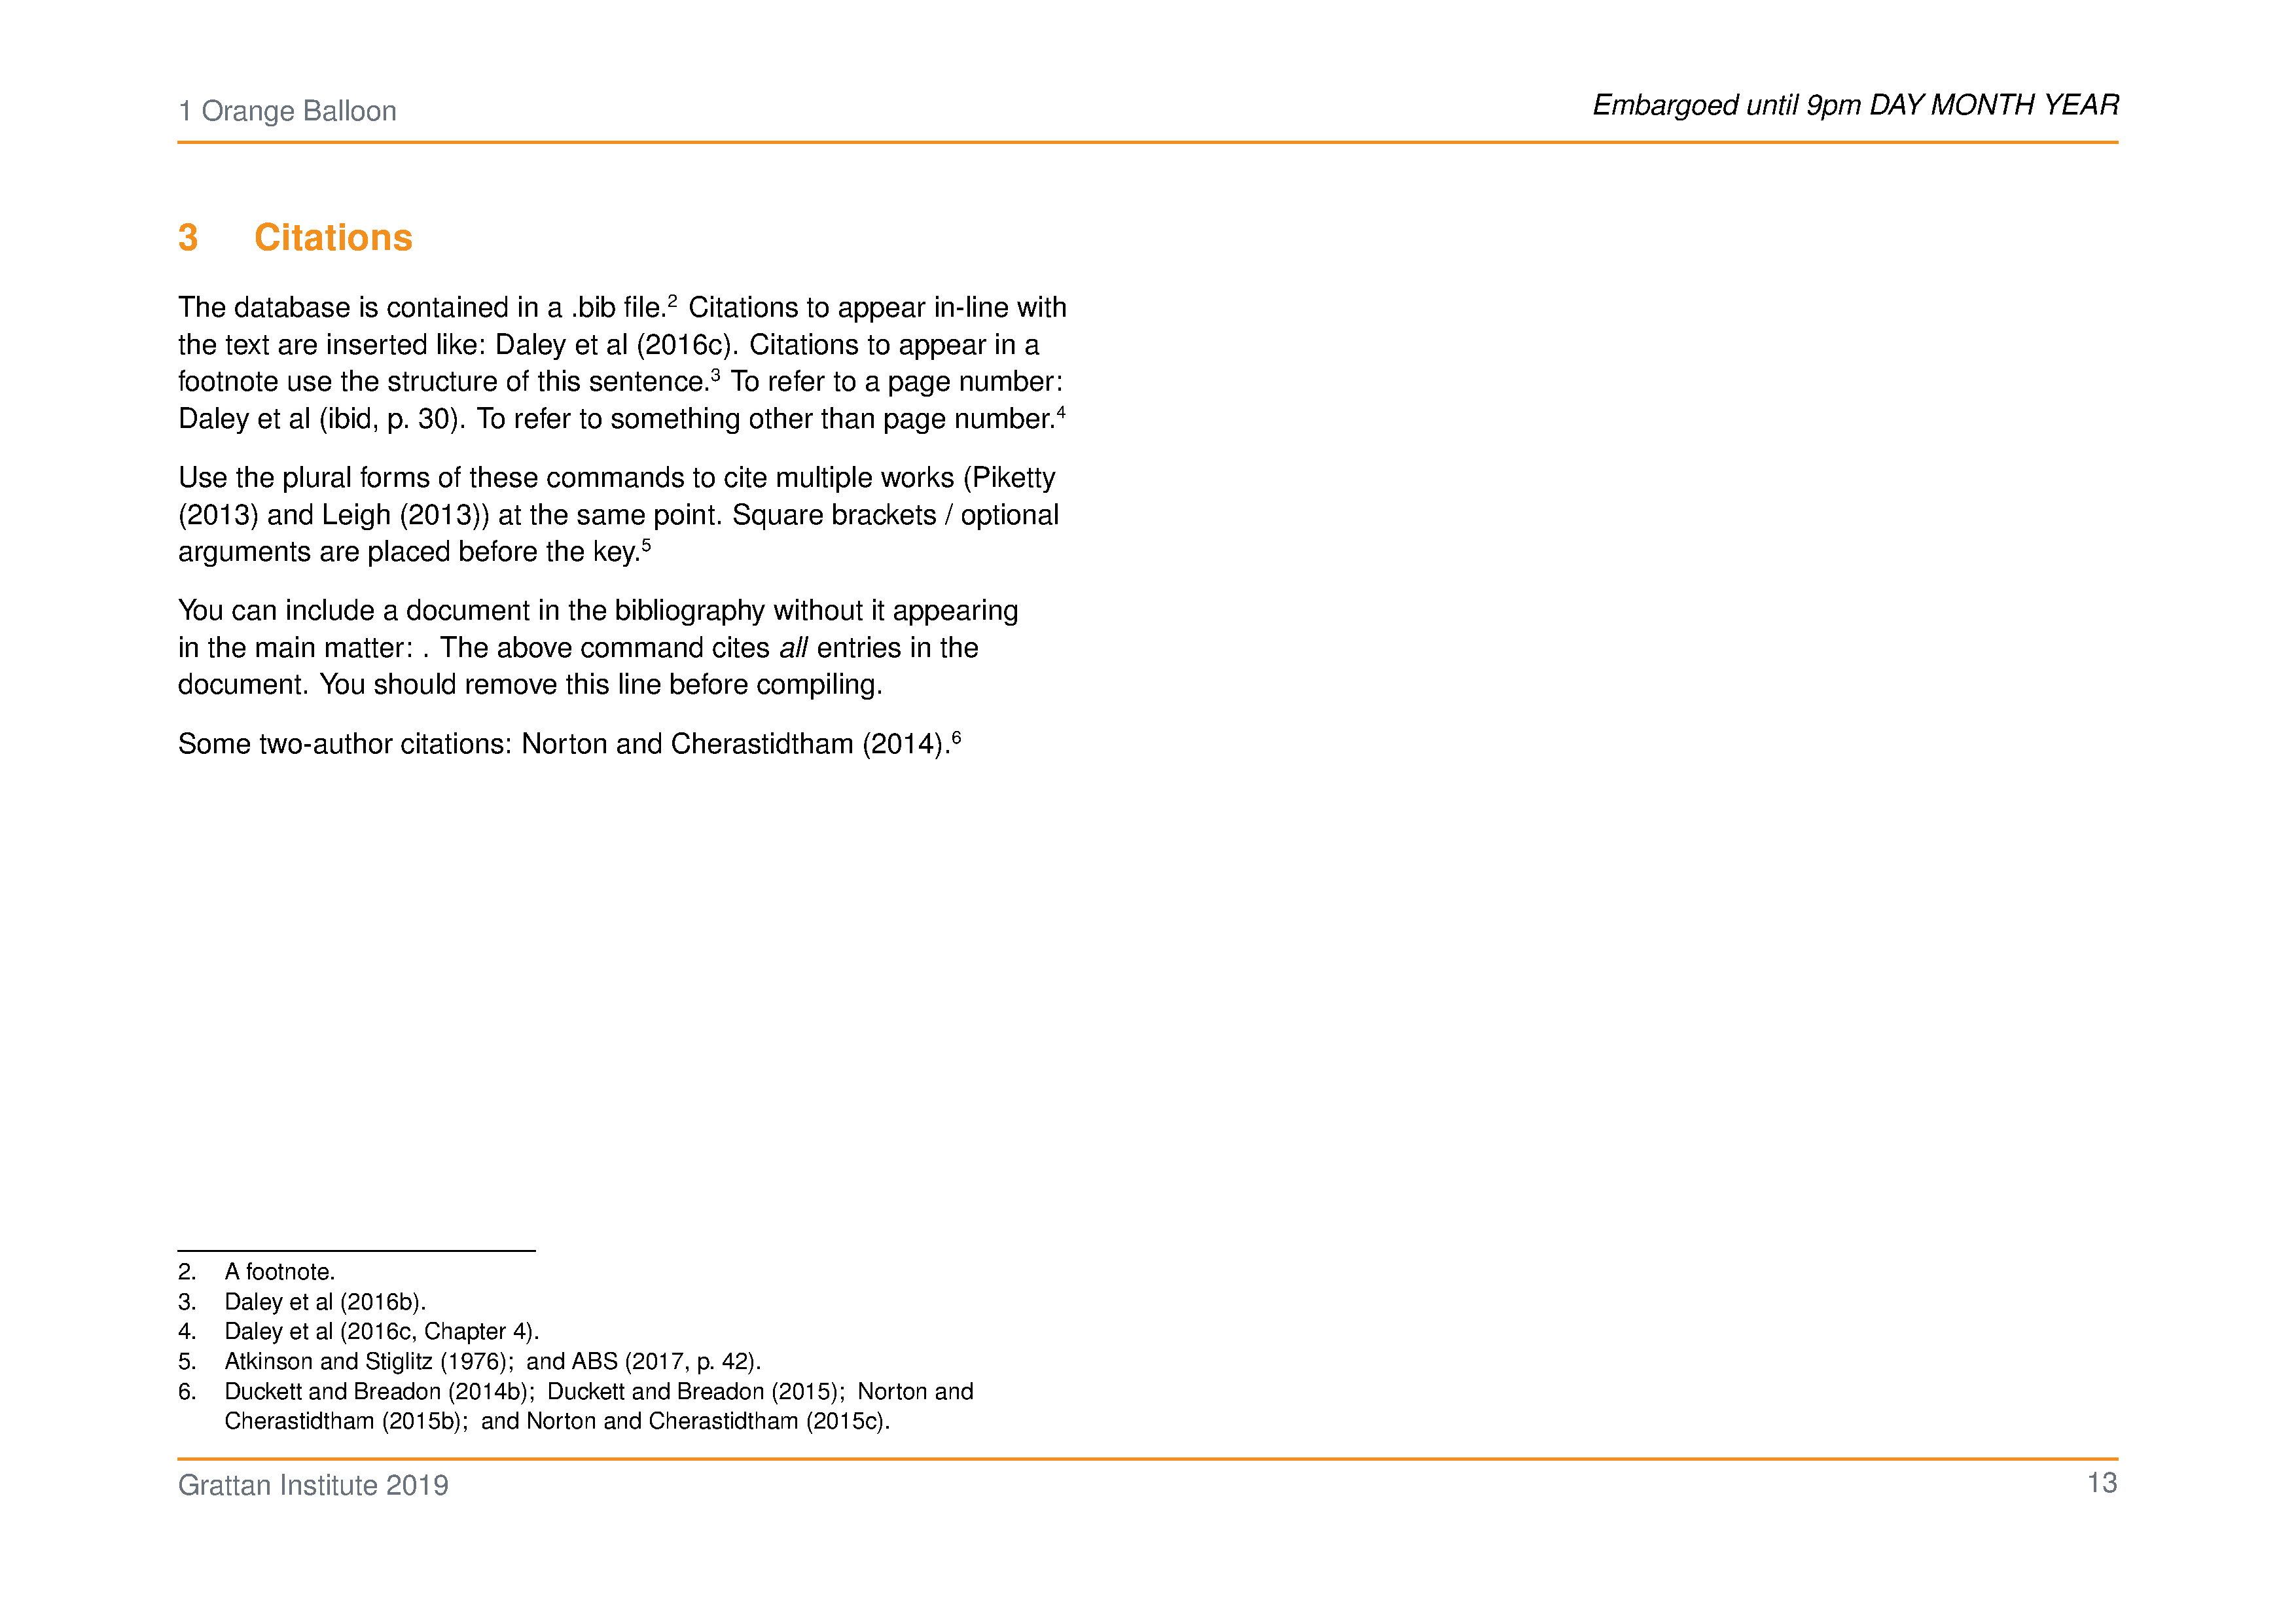 1 Orange Balloon
Embargoed until 9pm DAY MONTH YEAR
3 Citations
The database is contained in a .bib file.2 Citations to appear in-line with
the text are inserted like: Daley et al (2016c). Citations to appear in a
footnote use the structure of this sentence.3 To refer to a page number:
Daley et al (ibid, p. 30). To refer to something other than page number.4
Use the plural forms of these commands to cite multiple works (Piketty
(2013) and Leigh (2013)) at the same point. Square brackets / optional
arguments are placed before the key.5
You can include a document in the bibliography without it appearing
in the main matter: . The above command cites all entries in the
document. You should remove this line before compiling.
Some two-author citations: Norton and Cherastidtham (2014).6
2. A footnote.
3. Daley et al (2016b).
4. Daley et al (2016c, Chapter 4).
5. Atkinson and Stiglitz (1976); and ABS (2017, p. 42).
6. Duckett and Breadon (2014b); Duckett and Breadon (2015); Norton and
Cherastidtham (2015b); and Norton and Cherastidtham (2015c).
Grattan Institute 2019
13